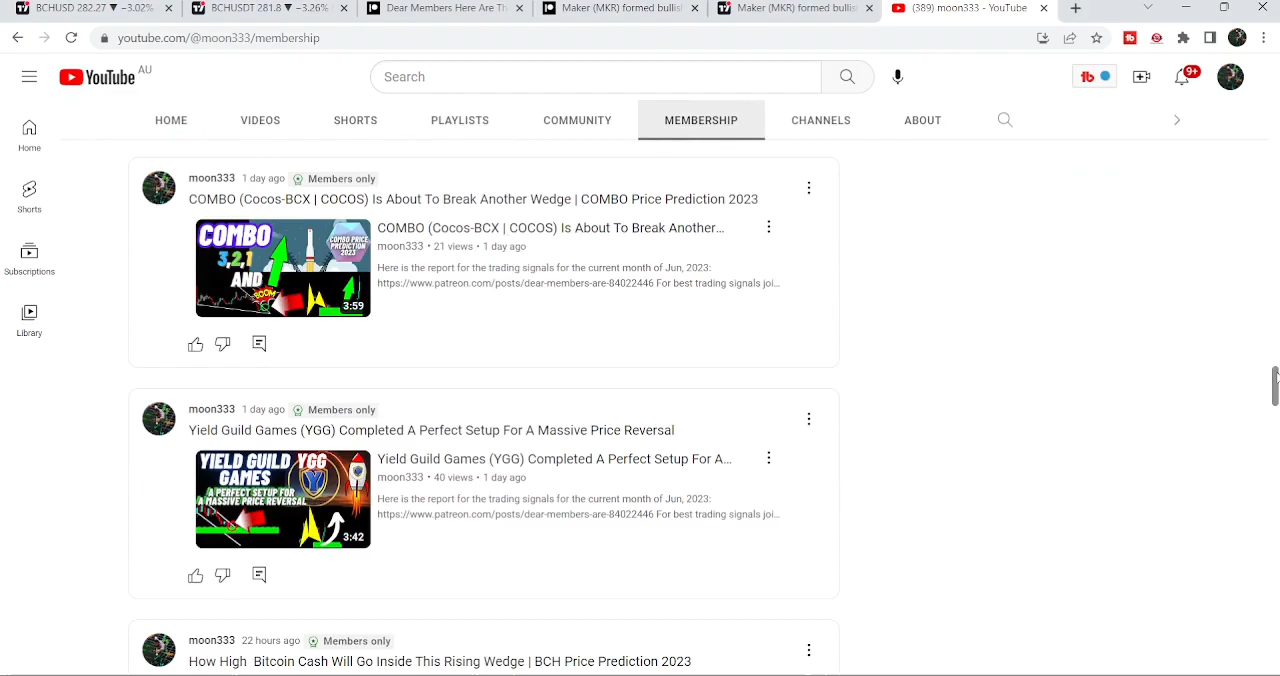 BCHUSD 282.27 ▼ −3.02%
BCHUSDT 281.8 ▼ −3.26%
Dear Members Here Are Th
Maker (MKR) formed bullis
Maker (MKR) formed bullis
(389) moon333 - YouTube
youtube.com/@moon333/membership
YouTube AU
Search
9+
HOME
VIDEOS
SHORTS
PLAYLISTS
COMMUNITY
MEMBERSHIP
CHANNELS
ABOUT
Home
Shorts
Subscriptions
Library
moon333 1 day ago Members only
COMBO (Cocos-BCX | COCOS) Is About To Break Another Wedge | COMBO Price Prediction 2023
COMBO
3,2,1
AND
BOOM
COMBO PRICE
PREDICTION
2023
3:59
COMBO (Cocos-BCX | COCOS) Is About To Break Another...
moon333 • 21 views • 1 day ago
Here is the report for the trading signals for the current month of Jun, 2023:
https://www.patreon.com/posts/dear-members-are-84022446 For best trading signals joi...
moon333 1 day ago Members only
Yield Guild Games (YGG) Completed A Perfect Setup For A Massive Price Reversal
YIELD GUILD YGG
GAMES
A PERFECT SETUP FOR
A MASSIVE PRICE REVERSAL
3:42
Yield Guild Games (YGG) Completed A Perfect Setup For A...
moon333 • 40 views • 1 day ago
Here is the report for the trading signals for the current month of Jun, 2023:
https://www.patreon.com/posts/dear-members-are-84022446 For best trading signals joi...
moon333 22 hours ago Members only
How High Bitcoin Cash Will Go Inside This Rising Wedge | BCH Price Prediction 2023